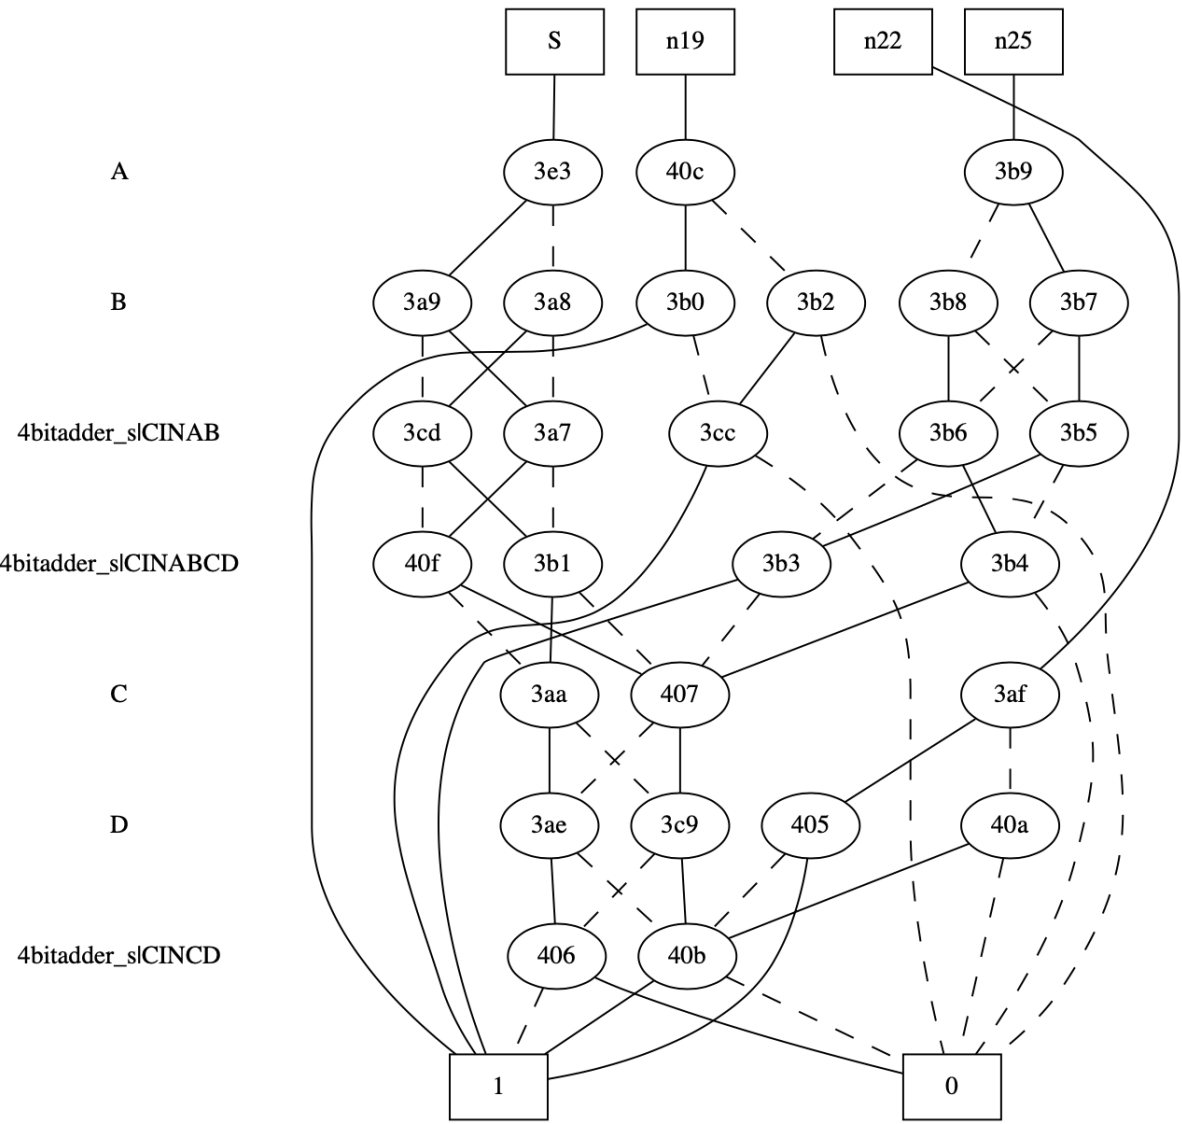 S n19 n22 n25
A 3e3 40c 3b9
B 3a9 3a8 3b0 3b2 3b8 3b7
4bitadder_s|CINAB 3cd 3a7 3cc 3b6 3b5
4bitadder_s|CINABCD 40f 3b1 3b3 3b4
C 3aa 407 3af
D 3ae 3c9 405 40a
4bitadder_s|CINCD 406 40b
1 0